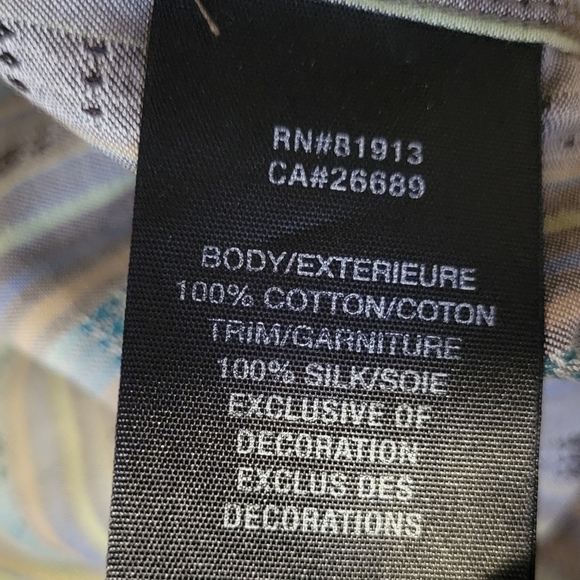 RN#81913
CA#26689
BODY/EXTERIEURE
100% COTTON/COTON
TRIM/GARNITURE
100% SILK/SOIE
EXCLUSIVE OF
DECORATION
EXCLUS DES
DECORATIONS